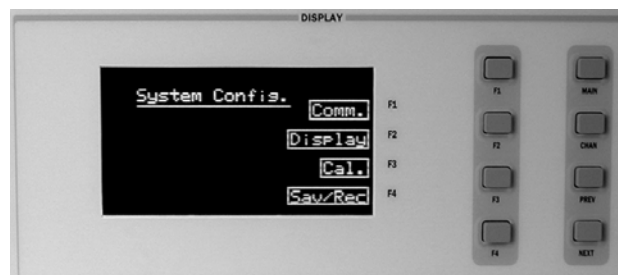 DISPLAY
System Config.
Comm. F1
Display F2
Cal. F3
Sav/Rec F4
F1 MAIN
F2 CHAN
F3 PREV
F4 NEXT